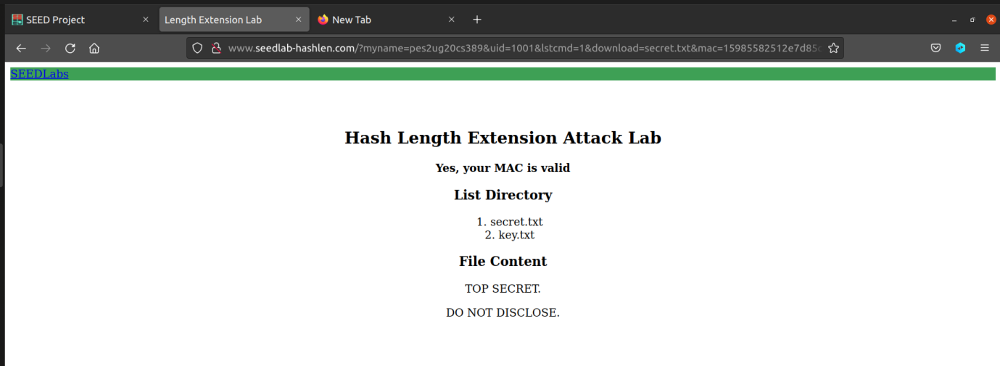 SEED Project
Length Extension Lab
New Tab
www.seedlab-hashlen.com/?myname=pes2ug20cs389&uid=1001&lstcmd=1&download=secret.txt&mac=15985582512e7d85c
SEEDLabs
Hash Length Extension Attack Lab
Yes, your MAC is valid
List Directory
1. secret.txt
2. key.txt
File Content
TOP SECRET.
DO NOT DISCLOSE.